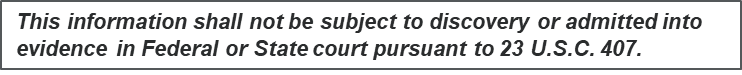 This information shall not be subject to discovery or admitted into
evidence in Federal or State court pursuant to 23 U.S.C. 407.